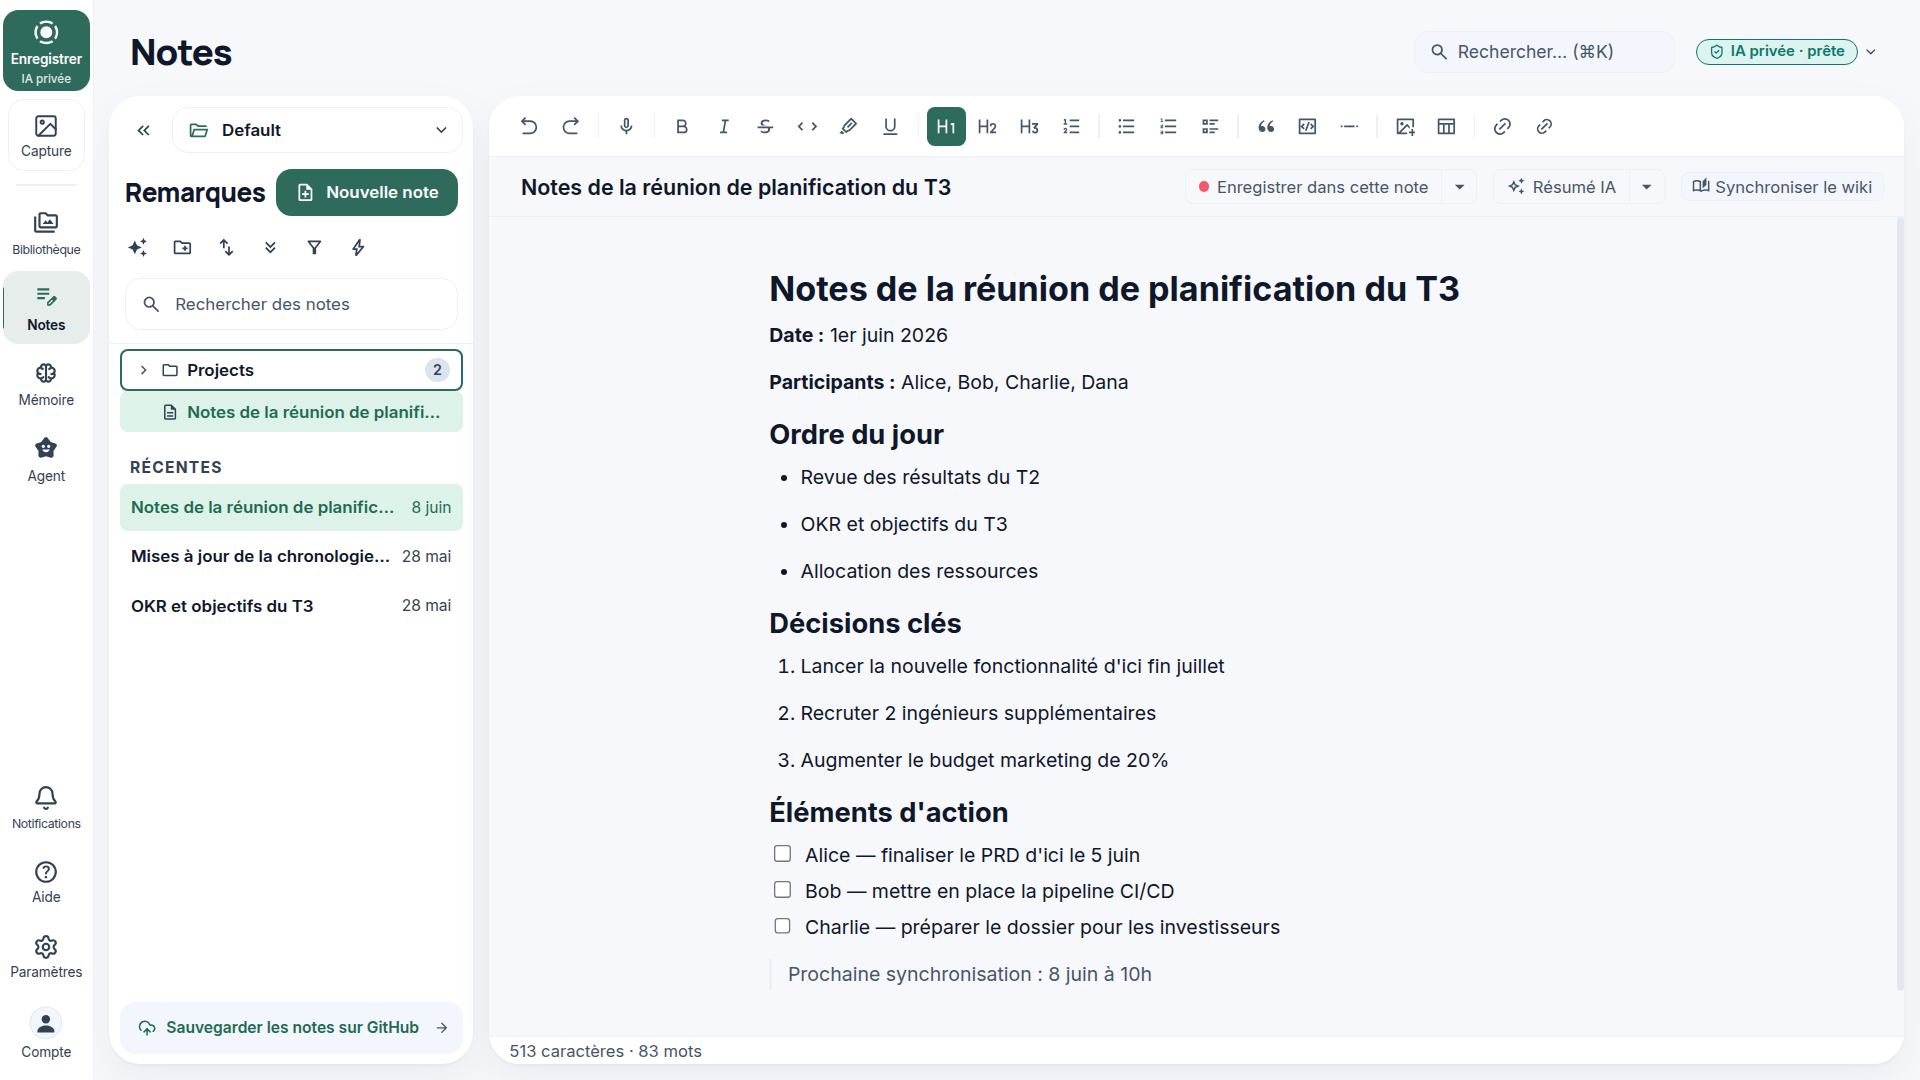 Enregistrer
IA privée
Capture
Bibliothèque
Notes
Mémoire
Agent
Notifications
Aide
Paramètres
Compte
Notes
Rechercher... (⌘K)
IA privée · prête
Default
Remarques
Nouvelle note
Rechercher des notes
Projects 2
Notes de la réunion de planifi...
RÉCENTES
Notes de la réunion de planific... 8 juin
Mises à jour de la chronologie... 28 mai
OKR et objectifs du T3 28 mai
Sauvegarder les notes sur GitHub
H1 H2 H3
Notes de la réunion de planification du T3
Enregistrer dans cette note
Résumé IA
Synchroniser le wiki
Notes de la réunion de planification du T3
Date : 1er juin 2026
Participants : Alice, Bob, Charlie, Dana
Ordre du jour
• Revue des résultats du T2
• OKR et objectifs du T3
• Allocation des ressources
Décisions clés
1. Lancer la nouvelle fonctionnalité d'ici fin juillet
2. Recruter 2 ingénieurs supplémentaires
3. Augmenter le budget marketing de 20%
Éléments d'action
Alice — finaliser le PRD d'ici le 5 juin
Bob — mettre en place la pipeline CI/CD
Charlie — préparer le dossier pour les investisseurs
Prochaine synchronisation : 8 juin à 10h
513 caractères · 83 mots